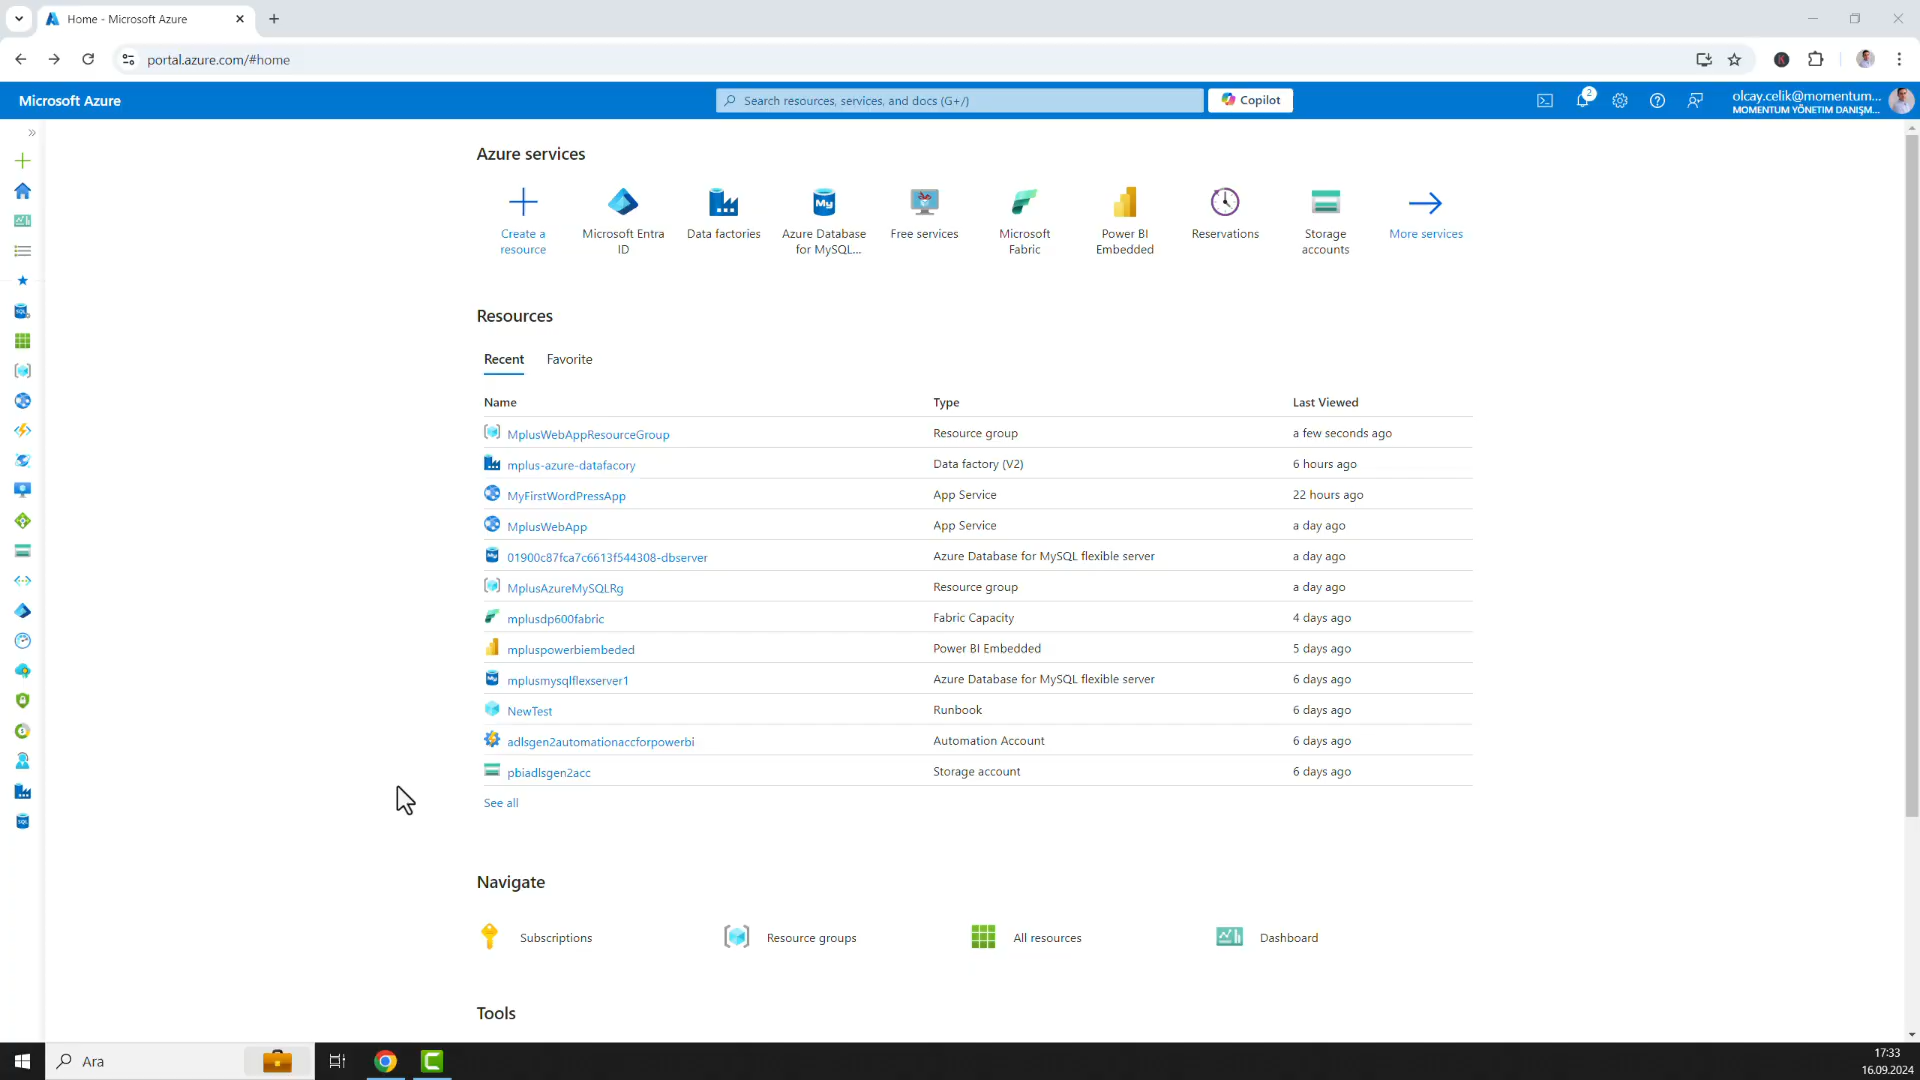 Home - Microsoft Azure
portal.azure.com/#home
Microsoft Azure
Search resources, services, and docs (G+/)
Copilot
2
olcay.celik@momentum...
MOMENTUM YÖNETIM DANIŞM...
Azure services
Create a
resource
Microsoft Entra
ID
Data factories
Azure Database
for MySQL...
Free services
Microsoft
Fabric
Power BI
Embedded
Reservations
Storage
accounts
More services
Resources
Recent
Favorite
Name
Type
Last Viewed
MplusWebAppResourceGroup
Resource group
a few seconds ago
mplus-azure-datafacory
Data factory (V2)
6 hours ago
MyFirstWordPressApp
App Service
22 hours ago
MplusWebApp
App Service
a day ago
01900c87fca7c6613f544308-dbserver
Azure Database for MySQL flexible server
a day ago
MplusAzureMySQLRg
Resource group
a day ago
mplusdp600fabric
Fabric Capacity
4 days ago
mpluspowerbiembeded
Power BI Embedded
5 days ago
mplusmysqlflexserver1
Azure Database for MySQL flexible server
6 days ago
NewTest
Runbook
6 days ago
adlsgen2automationaccforpowerbi
Automation Account
6 days ago
pbiadlsgen2acc
Storage account
6 days ago
See all
Navigate
Subscriptions
Resource groups
All resources
Dashboard
Tools
Ara
17:33
16.09.2024